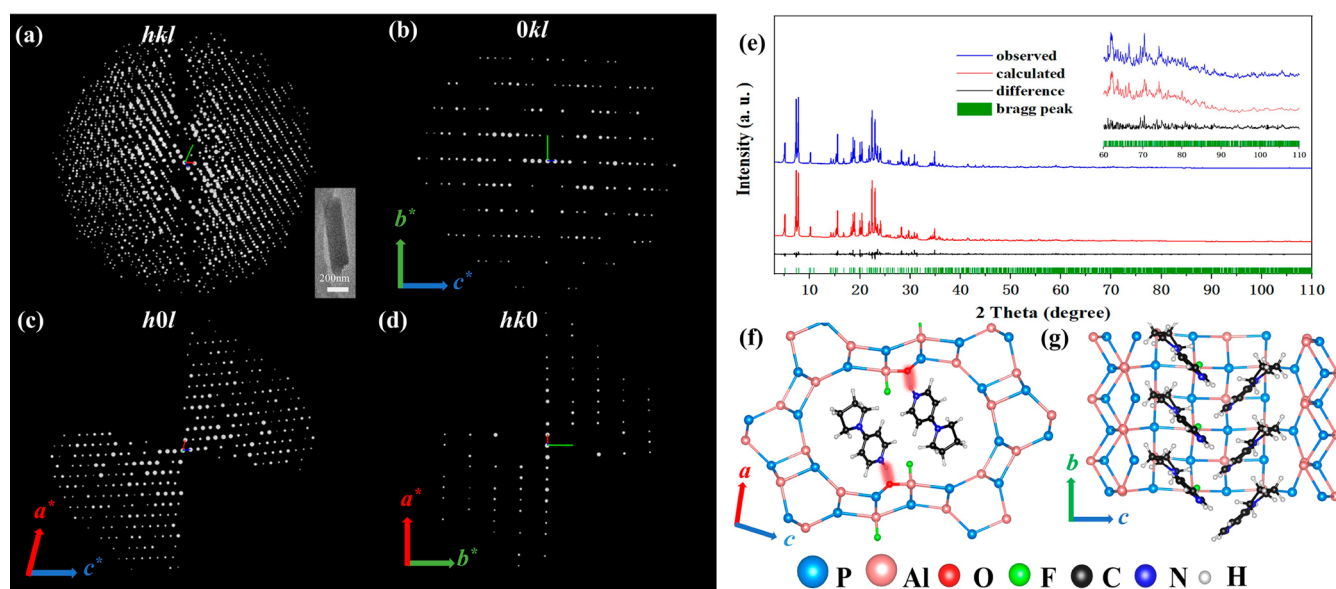 (a) hkl
(b) 0kl
b*
c*
200nm
(c) h0l
a*
c*
(d) hk0
a*
b*
(e)
observed
calculated
difference
bragg peak
60 70 80 90 100 110
Intensity (a. u.)
10 20 30 40 50 60 70 80 90 100 110
2 Theta (degree)
(f)
a
c
(g)
b
c
P Al O F C N H